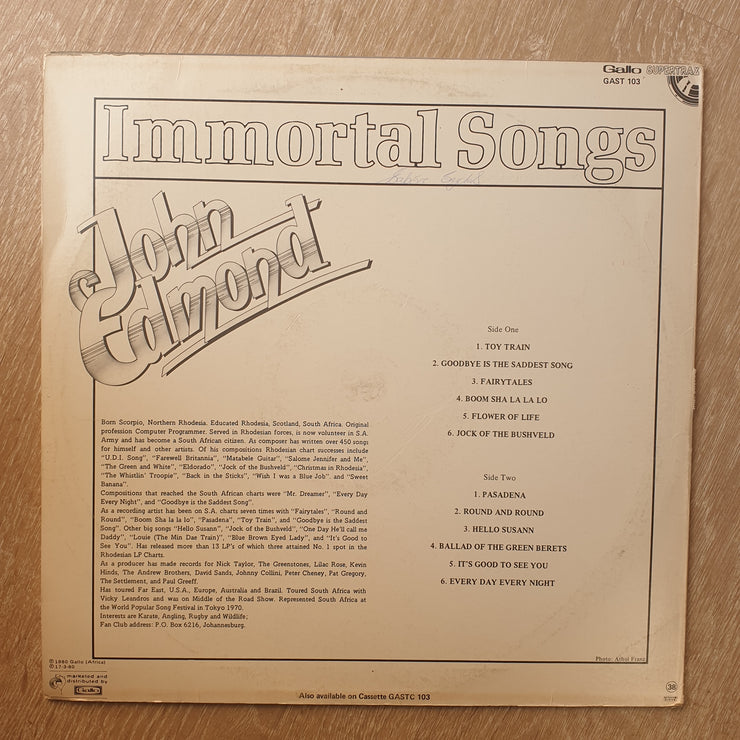 Gallo SUPERTRAX
GAST 103
Immortal Songs
John
Edmond
Side One
1. TOY TRAIN
2. GOODBYE IS THE SADDEST SONG
3. FAIRYTALES
4. BOOM SHA LA LA LO
5. FLOWER OF LIFE
6. JOCK OF THE BUSHVELD
Side Two
1. PASADENA
2. ROUND AND ROUND
3. HELLO SUSANN
4. BALLAD OF THE GREEN BERETS
5. IT'S GOOD TO SEE YOU
6. EVERY DAY EVERY NIGHT
Born Scorpio, Northern Rhodesia. Educated Rhodesia, Scotland, South Africa. Original
profession Computer Programmer. Served in Rhodesian forces, is now volunteer in S.A.
Army and has become a South African citizen. As composer has written over 450 songs
for himself and other artists. Of his compositions Rhodesian chart successes include
"U.D.I. Song", "Farewell Britannia", "Matabele Guitar", "Salome Jennifer and Me",
"The Green and White", "Eldorado", "Jock of the Bushveld", "Christmas in Rhodesia",
"The Whistlin' Troopie", "Back in the Sticks", "Wish I was a Blue Job". and "Sweet
Banana".
Compositions that reached the South African charts were "Mr. Dreamer", "Every Day
Every Night", and "Goodbye is the Saddest Song".
As a recording artist has been on S.A. charts seven times with "Fairytales", "Round and
Round", "Boom Sha la la lo", "Pasadena", "Toy Train", and "Goodbye is the Saddest
Song". Other big songs "Hello Susann", "Jock of the Bushveld", "One Day He'll call me
Daddy", "Louie (The Min Dae Train)", "Blue Brown Eyed Lady", and "It's Good to
See You". Has released more than 13 LP's of which three attained No. 1 spot in the
Rhodesian LP Charts.
As a producer has made records for Nick Taylor, The Greenstones, Lilac Rose, Kevin
Hinds, The Andrew Brothers, David Sands, Johnny Collini, Peter Cheney, Pat Gregory,
The Settlement, and Paul Greeff.
Has toured Far East, U.S.A., Europe, Australia and Brazil. Toured South Africa with
Vicky Leandros and was on Middle of the Road Show. Represented South Africa at
the World Popular Song Festival in Tokyo 1970.
Interests are Karate, Angling, Rugby and Wildlife;
Fan Club address: P.O. Box 6216, Johannesburg.
Photo: Athol Franz
Ⓟ1980 Gallo (Africa)
©17-3-80
marketed and
distributed by
Gallo
Also available on Cassette GASTC 103
38